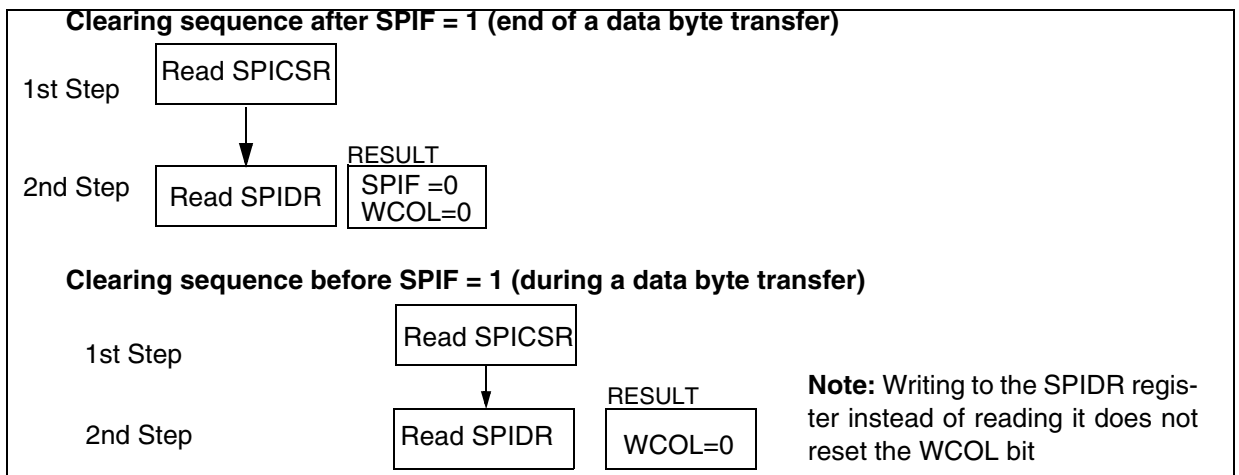 Clearing sequence after SPIF = 1 (end of a data byte transfer)
1st Step
Read SPICSR
2nd Step
Read SPIDR
RESULT
SPIF =0
WCOL=0
Clearing sequence before SPIF = 1 (during a data byte transfer)
1st Step
Read SPICSR
2nd Step
Read SPIDR
RESULT
WCOL=0
Note: Writing to the SPIDR regis-
ter instead of reading it does not
reset the WCOL bit